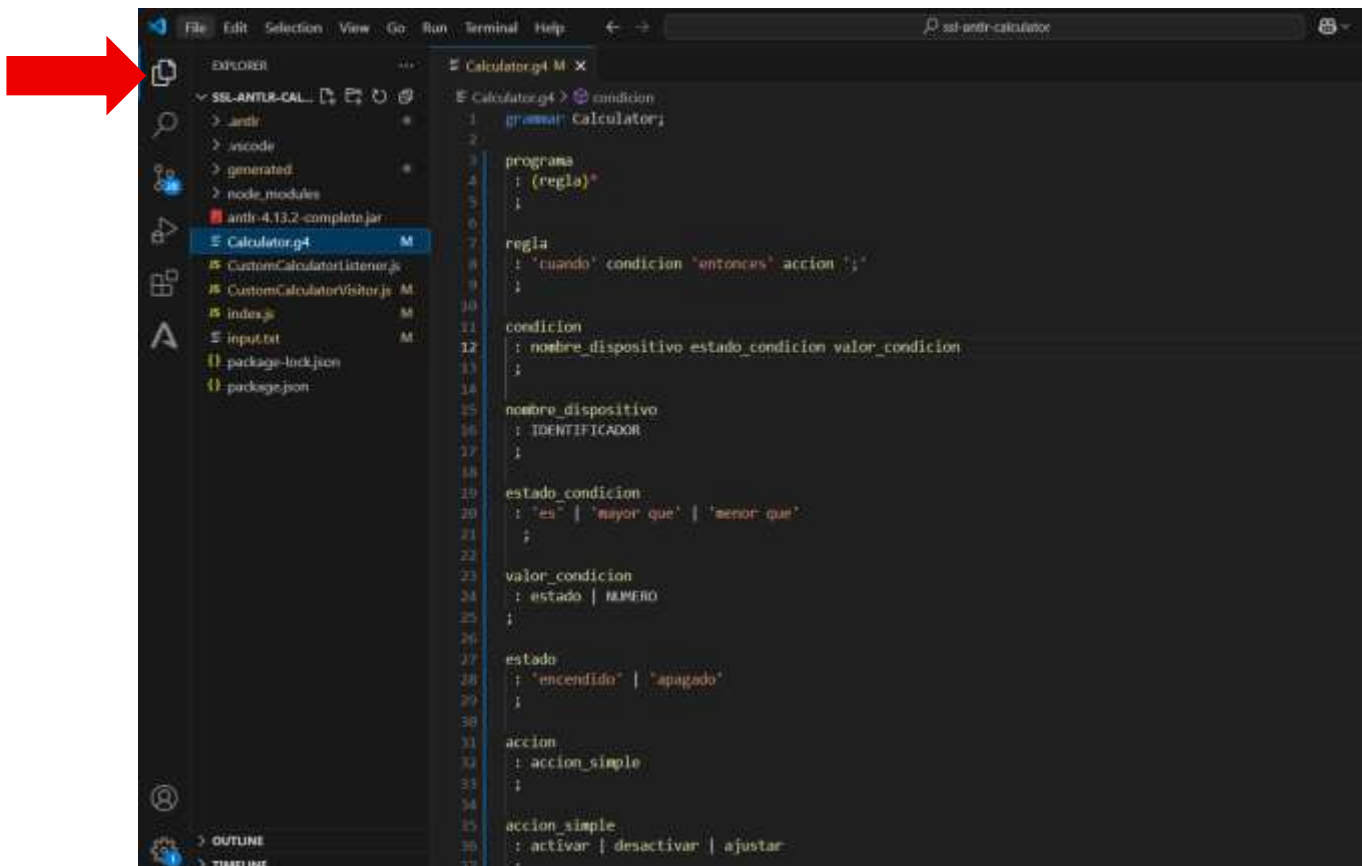 File Edit Selection View Go Run Terminal Help
ssl-antlr-calculator
EXPLORER
SSL-ANTLR-CAL...
.antlr
.vscode
generated
node_modules
antlr-4.13.2-complete.jar
Calculator.g4 M
JS CustomCalculatorListener.js
JS CustomCalculatorVisitor.js M
JS index.js M
input.txt M
{} package-lock.json
{} package.json
OUTLINE
TIMELINE
Calculator.g4 M
Calculator.g4 > condicion
1 grammar Calculator;
2
3 programa
4 : (regla)*
5 ;
6
7 regla
8 : 'cuando' condicion 'entonces' accion ';'
9 ;
10
11 condicion
12 : nombre_dispositivo estado_condicion valor_condicion
13 ;
14
15 nombre_dispositivo
16 : IDENTIFICADOR
17 ;
18
19 estado_condicion
20 : 'es' | 'mayor que' | 'menor que'
21 ;
22
23 valor_condicion
24 : estado | NUMERO
25 ;
26
27 estado
28 : 'encendido' | 'apagado'
29 ;
30
31 accion
32 : accion_simple
33 ;
34
35 accion_simple
36 : activar | desactivar | ajustar
37 ;